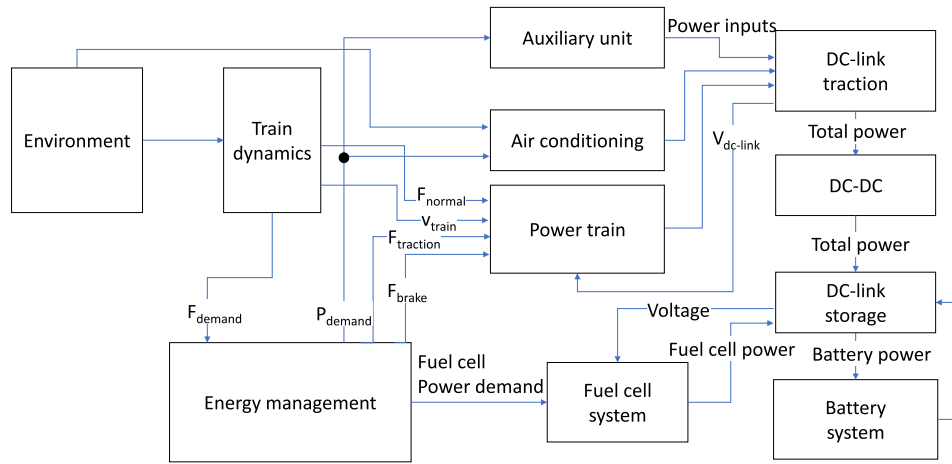 Auxiliary unit
Power inputs
DC-link
traction
Environment
Train
dynamics
Air conditioning
Total power
V dc-link
DC-DC
F normal
v train
F traction
Power train
Total power
F brake
F demand
P demand
Voltage
DC-link
storage
Fuel cell power
Battery power
Fuel cell
Power demand
Energy management
Fuel cell
system
Battery
system